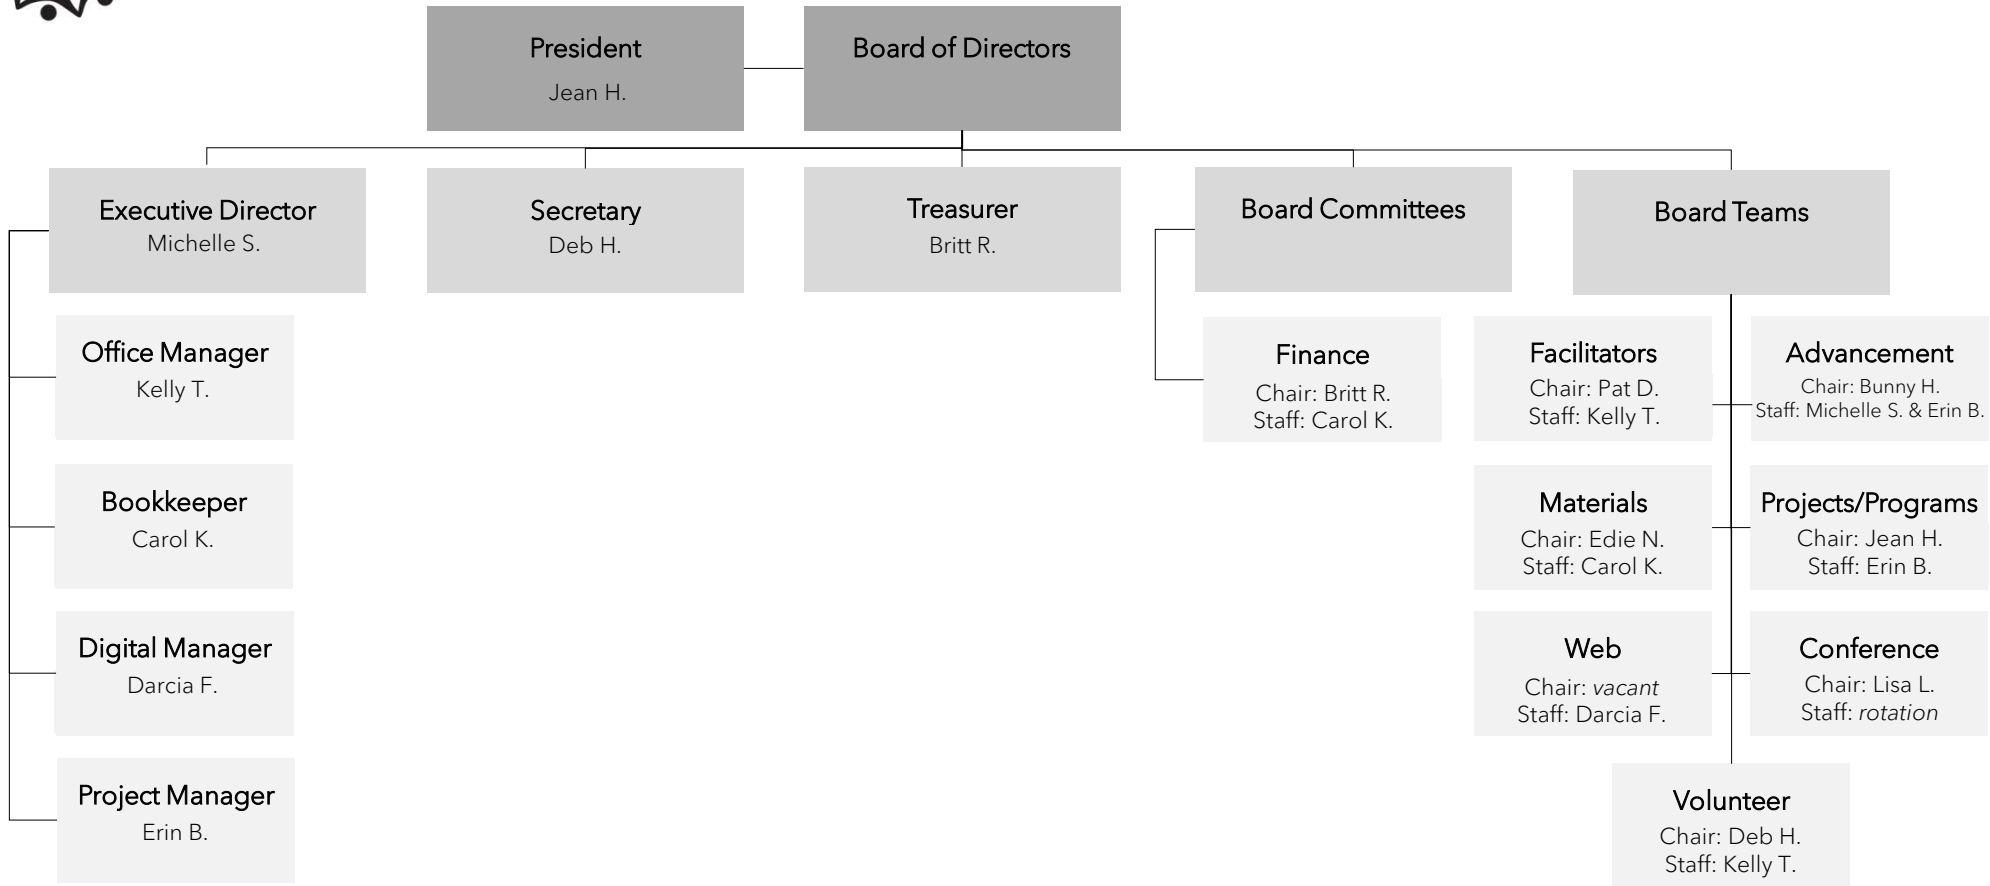 President
Jean H.
Board of Directors
Executive Director
Michelle S.
Secretary
Deb H.
Treasurer
Britt R.
Board Committees
Board Teams
Office Manager
Kelly T.
Bookkeeper
Carol K.
Digital Manager
Darcia F.
Project Manager
Erin B.
Finance
Chair: Britt R.
Staff: Carol K.
Facilitators
Chair: Pat D.
Staff: Kelly T.
Advancement
Chair: Bunny H.
Staff: Michelle S. & Erin B.
Materials
Chair: Edie N.
Staff: Carol K.
Projects/Programs
Chair: Jean H.
Staff: Erin B.
Web
Chair: vacant
Staff: Darcia F.
Conference
Chair: Lisa L.
Staff: rotation
Volunteer
Chair: Deb H.
Staff: Kelly T.